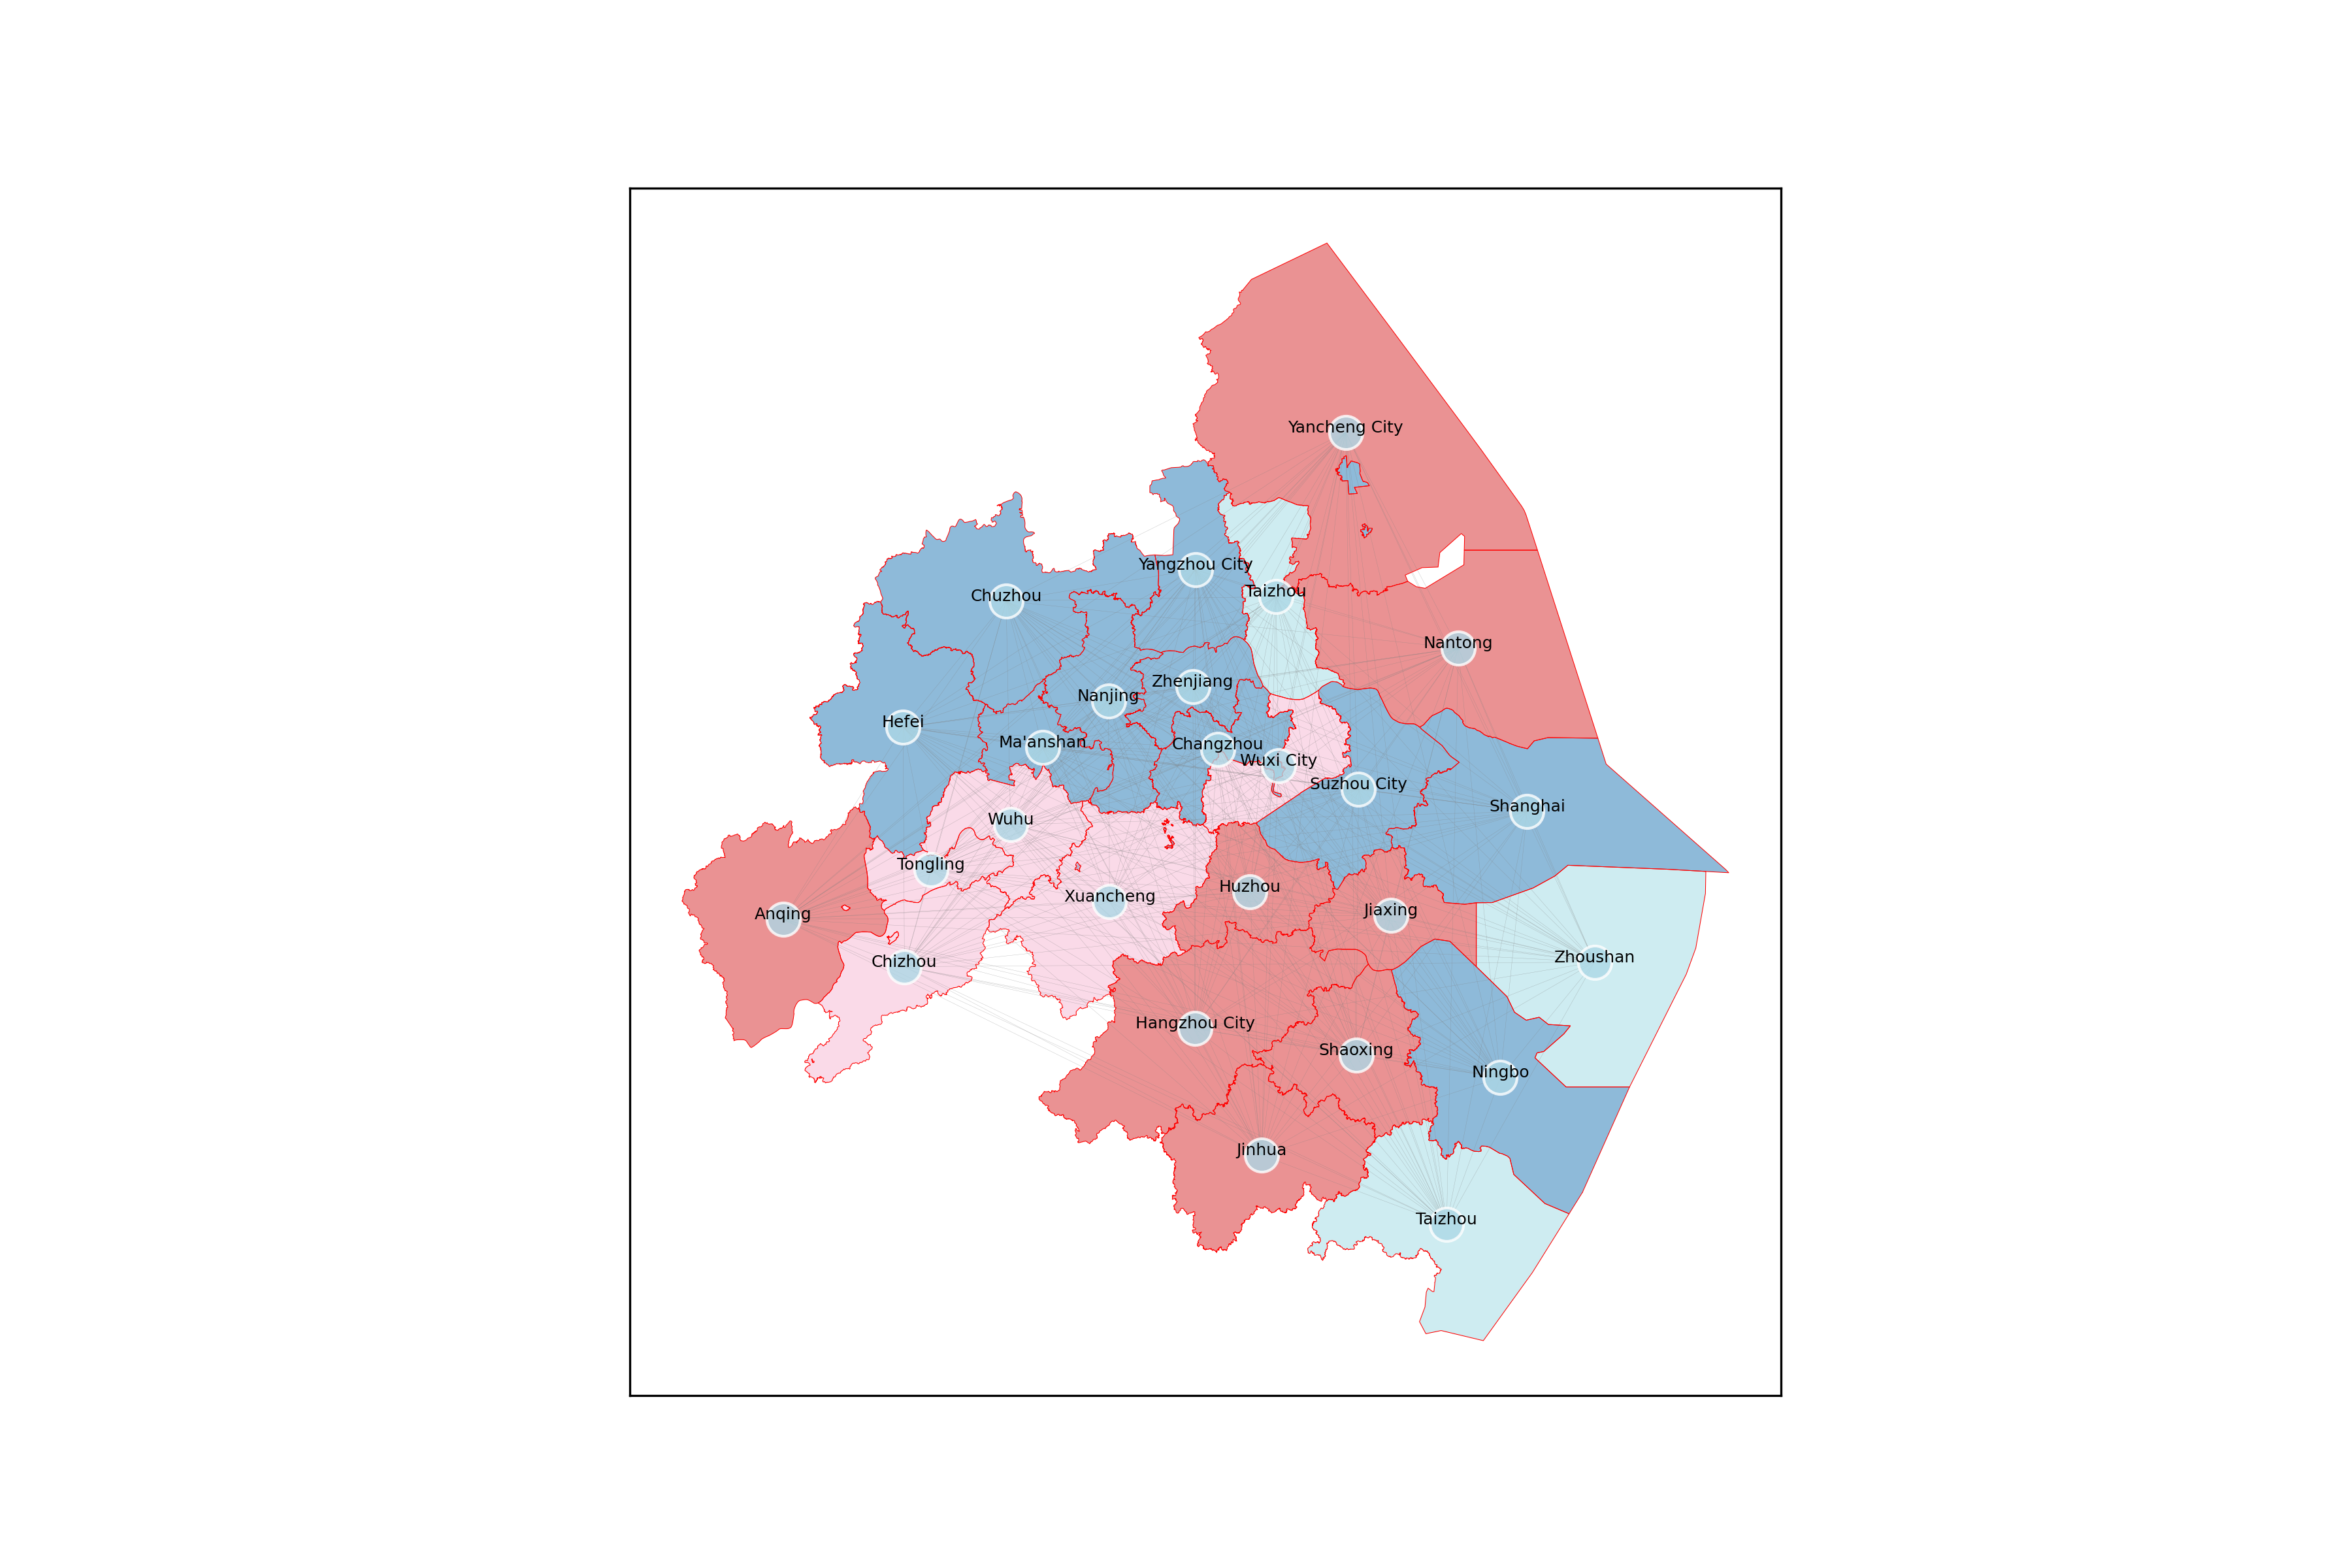 Yancheng City
Yangzhou City
Taizhou
Chuzhou
Nantong
Zhenjiang
Nanjing
Hefei
Ma'anshan
Changzhou
Wuxi City
Suzhou City
Shanghai
Wuhu
Tongling
Huzhou
Xuancheng
Jiaxing
Anqing
Zhoushan
Chizhou
Hangzhou City
Shaoxing
Ningbo
Jinhua
Taizhou